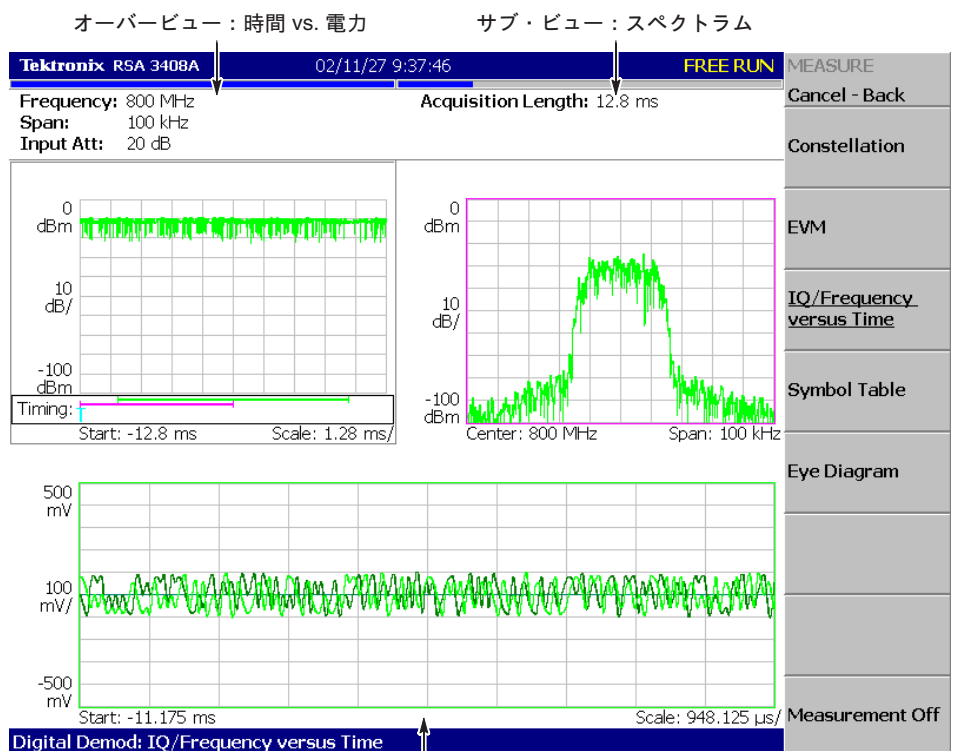 オーバービュー：時間 vs. 電力
サブ・ビュー：スペクトラム
Tektronix RSA 3408A
02/11/27 9:37:46
FREE RUN
MEASURE
Cancel - Back
Frequency: 800 MHz
Acquisition Length: 12.8 ms
Span: 100 kHz
Input Att: 20 dB
Constellation
EVM
IQ/Frequency
versus Time
Symbol Table
Eye Diagram
Measurement Off
0
dBm
10
dB/
-100
dBm
Timing:
T
Start: -12.8 ms
Scale: 1.28 ms/
0
dBm
10
dB/
-100
dBm
Center: 800 MHz
Span: 100 kHz
500
mV
100
mV/
-500
mV
Start: -11.175 ms
Scale: 948.125 µs/
Digital Demod: IQ/Frequency versus Time